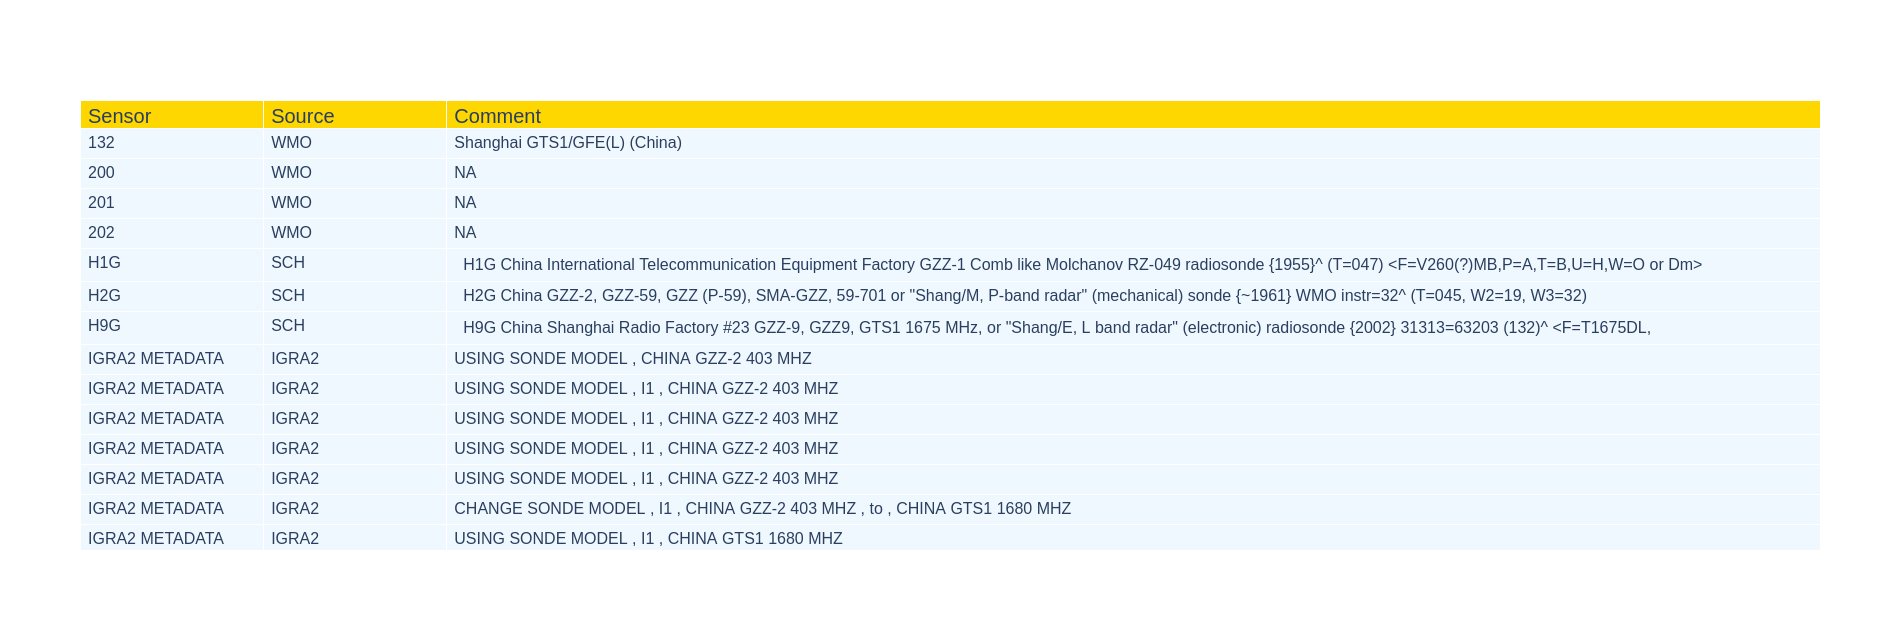 Sensor Source Comment
132 WMO Shanghai GTS1/GFE(L) (China)
200 WMO NA
201 WMO NA
202 WMO NA
H1G SCH H1G China International Telecommunication Equipment Factory GZZ-1 Comb like Molchanov RZ-049 radiosonde {1955}^ (T=047) <F=V260(?)MB,P=A,T=B,U=H,W=O or Dm>
H2G SCH H2G China GZZ-2, GZZ-59, GZZ (P-59), SMA-GZZ, 59-701 or "Shang/M, P-band radar" (mechanical) sonde {~1961} WMO instr=32^ (T=045, W2=19, W3=32)
H9G SCH H9G China Shanghai Radio Factory #23 GZZ-9, GZZ9, GTS1 1675 MHz, or "Shang/E, L band radar" (electronic) radiosonde {2002} 31313=63203 (132)^ <F=T1675DL,
IGRA2 METADATA IGRA2 USING SONDE MODEL , CHINA GZZ-2 403 MHZ
IGRA2 METADATA IGRA2 USING SONDE MODEL , I1 , CHINA GZZ-2 403 MHZ
IGRA2 METADATA IGRA2 USING SONDE MODEL , I1 , CHINA GZZ-2 403 MHZ
IGRA2 METADATA IGRA2 USING SONDE MODEL , I1 , CHINA GZZ-2 403 MHZ
IGRA2 METADATA IGRA2 USING SONDE MODEL , I1 , CHINA GZZ-2 403 MHZ
IGRA2 METADATA IGRA2 CHANGE SONDE MODEL , I1 , CHINA GZZ-2 403 MHZ , to , CHINA GTS1 1680 MHZ
IGRA2 METADATA IGRA2 USING SONDE MODEL , I1 , CHINA GTS1 1680 MHZ